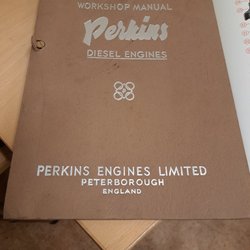 WORKSHOP MANUAL
Perkins
DIESEL ENGINES
PERKINS ENGINES LIMITED
PETERBOROUGH
ENGLAND